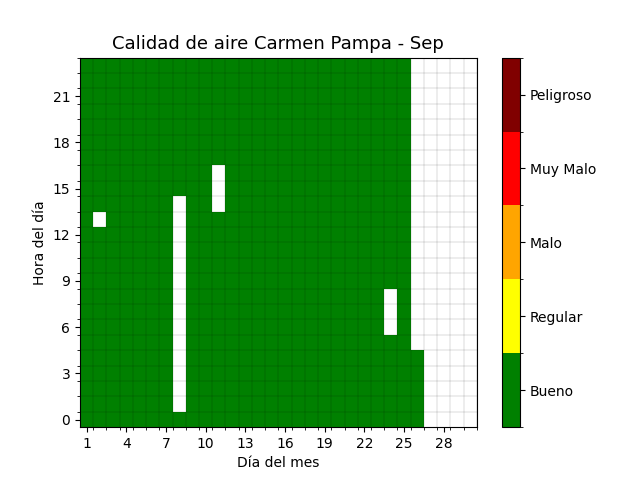 Calidad de aire Carmen Pampa - Sep
21
18
15
12
9
6
3
0
Hora del día
1 4 7 10 13 16 19 22 25 28
Día del mes
Peligroso
Muy Malo
Malo
Regular
Bueno